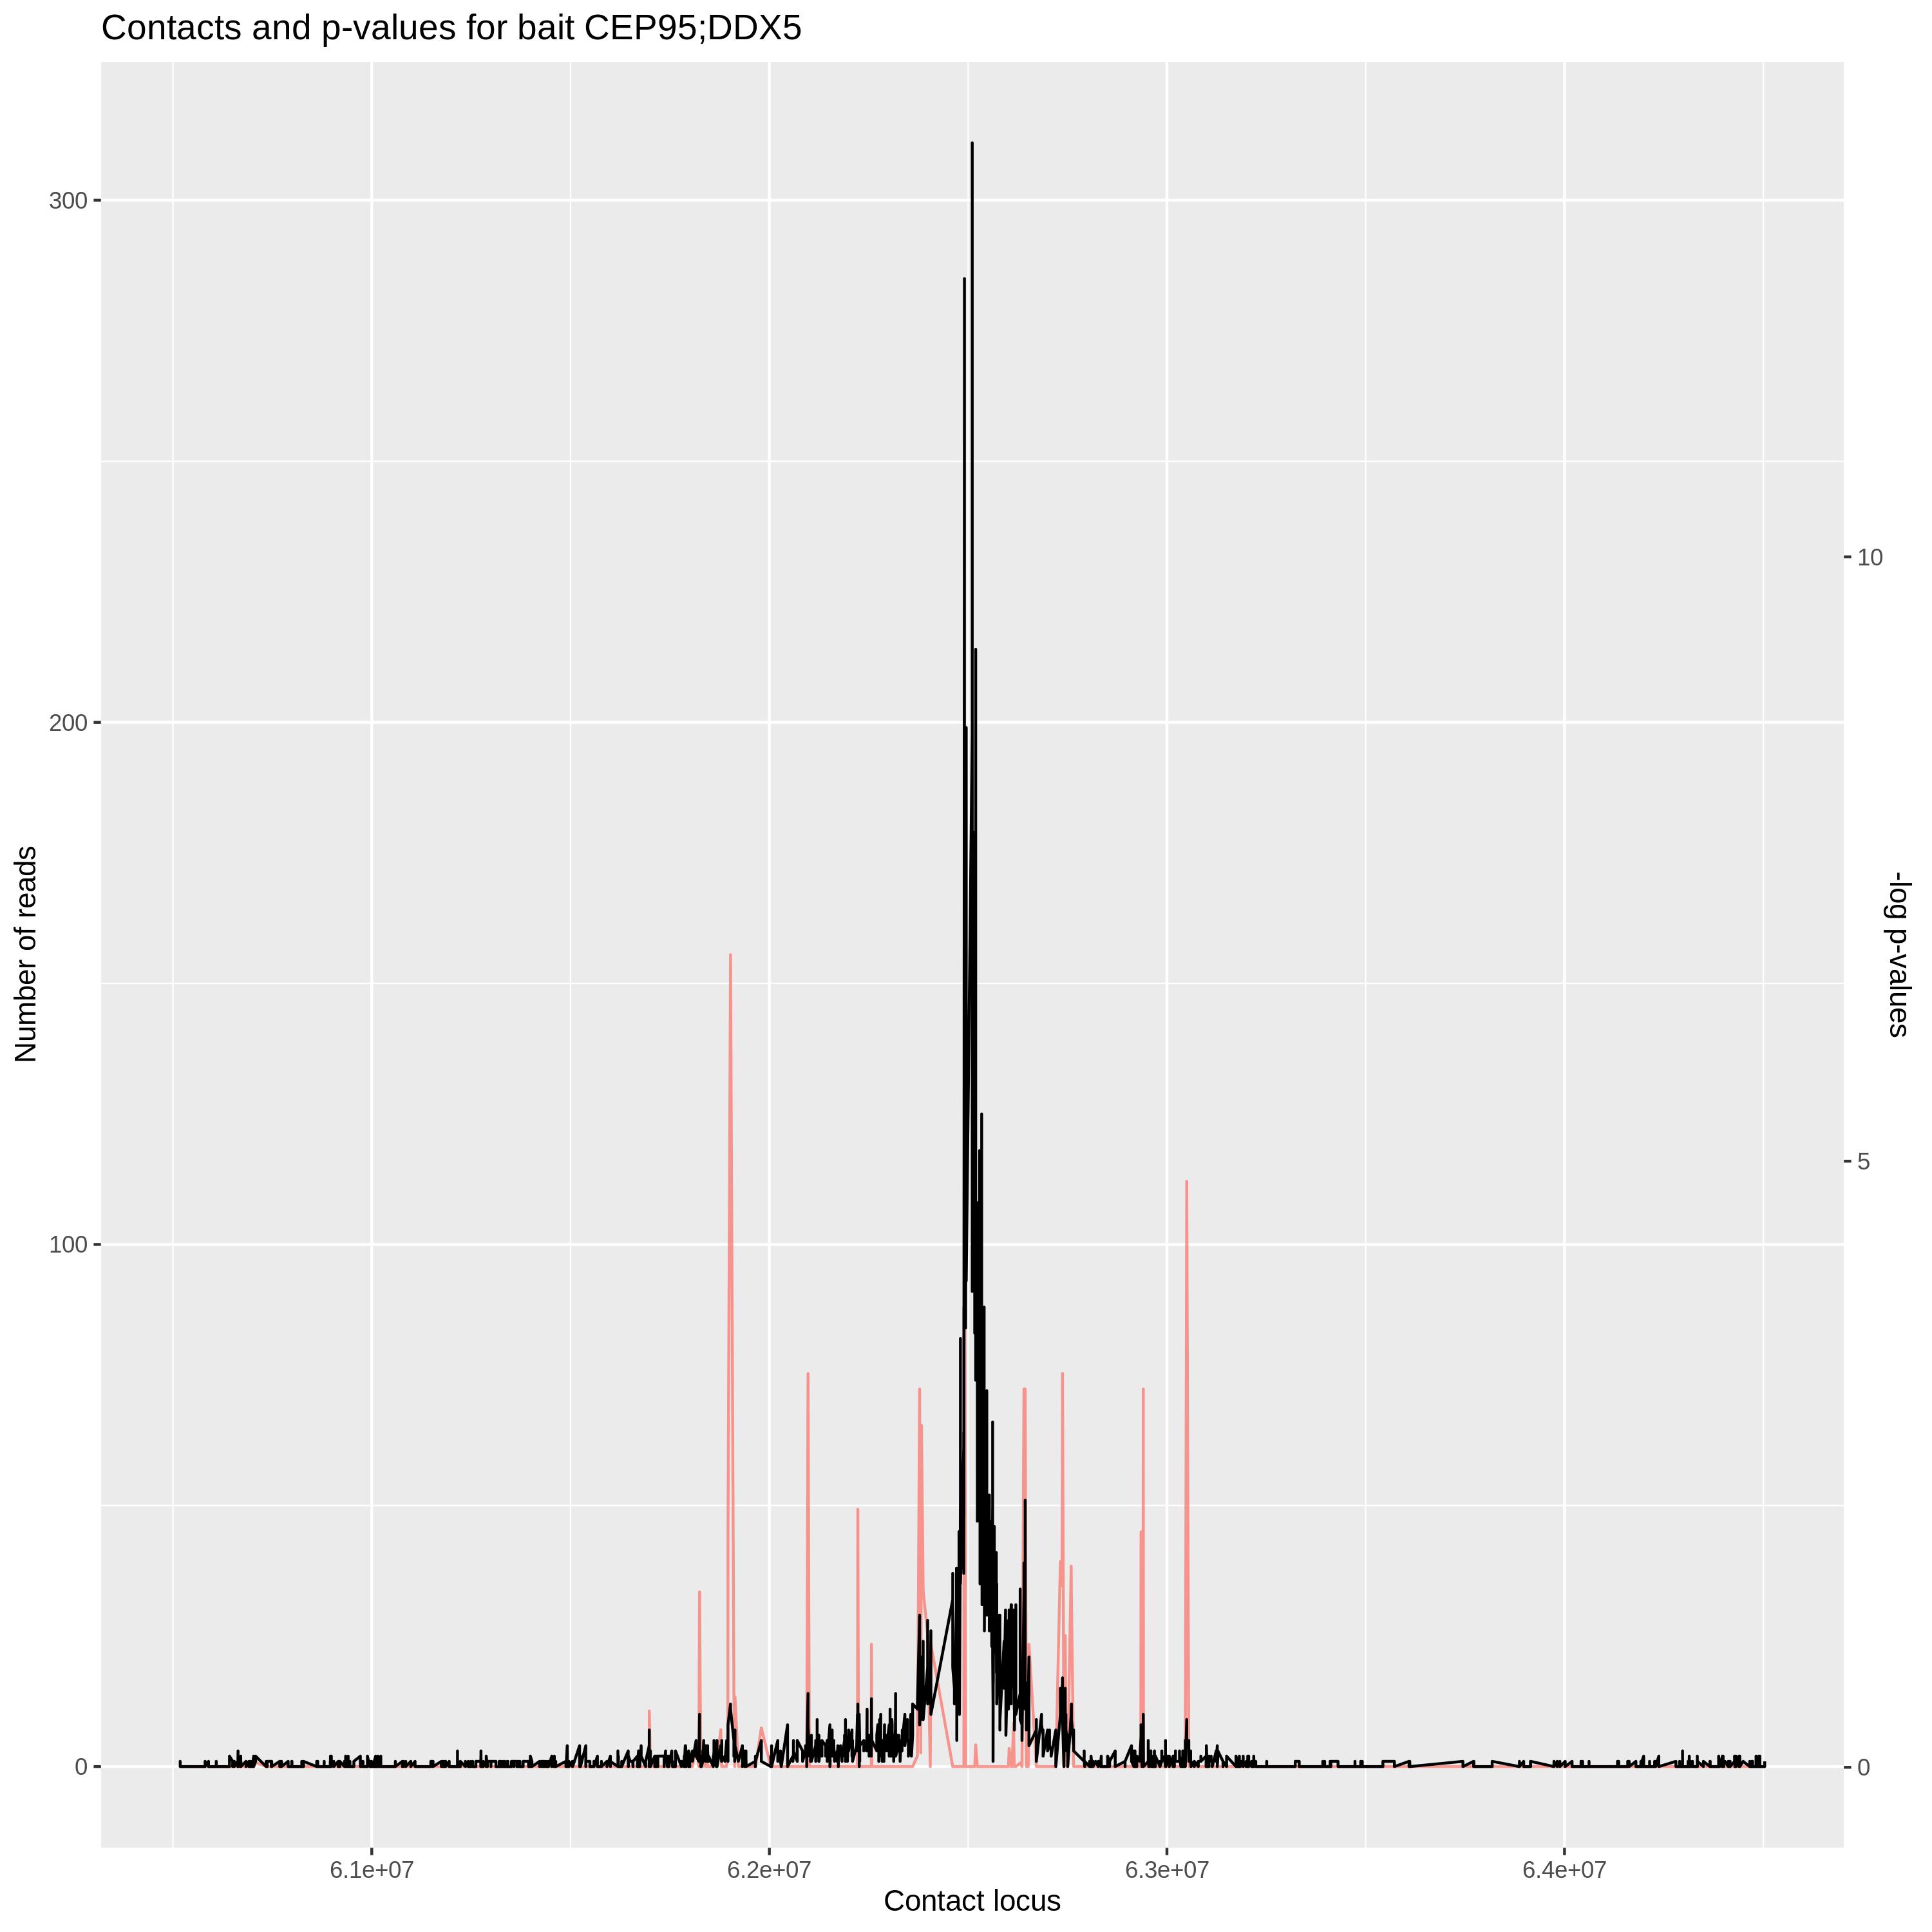 Contacts and p-values for bait CEP95;DDX5
300
200
100
0
Number of reads
10
5
0
-log p-values
6.1e+07
6.2e+07
6.3e+07
6.4e+07
Contact locus